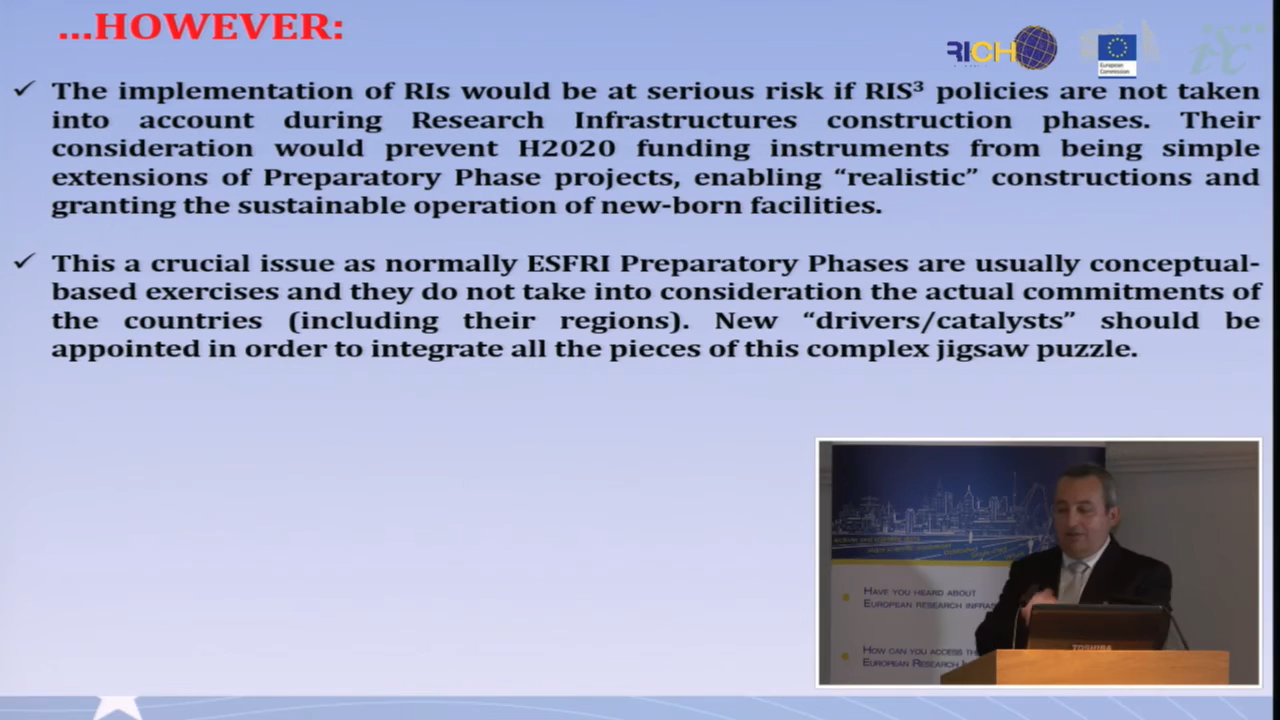 ...HOWEVER:
RICH
European
Commission
✓ The implementation of RIs would be at serious risk if RIS³ policies are not taken
into account during Research Infrastructures construction phases. Their
consideration would prevent H2020 funding instruments from being simple
extensions of Preparatory Phase projects, enabling “realistic” constructions and
granting the sustainable operation of new-born facilities.
✓ This a crucial issue as normally ESFRI Preparatory Phases are usually conceptual-
based exercises and they do not take into consideration the actual commitments of
the countries (including their regions). New “drivers/catalysts” should be
appointed in order to integrate all the pieces of this complex jigsaw puzzle.
HAVE YOU HEARD ABOUT
EUROPEAN RESEARCH
HOW CAN YOU ACCESS
EUROPEAN RESEARCH
TOSHIBA